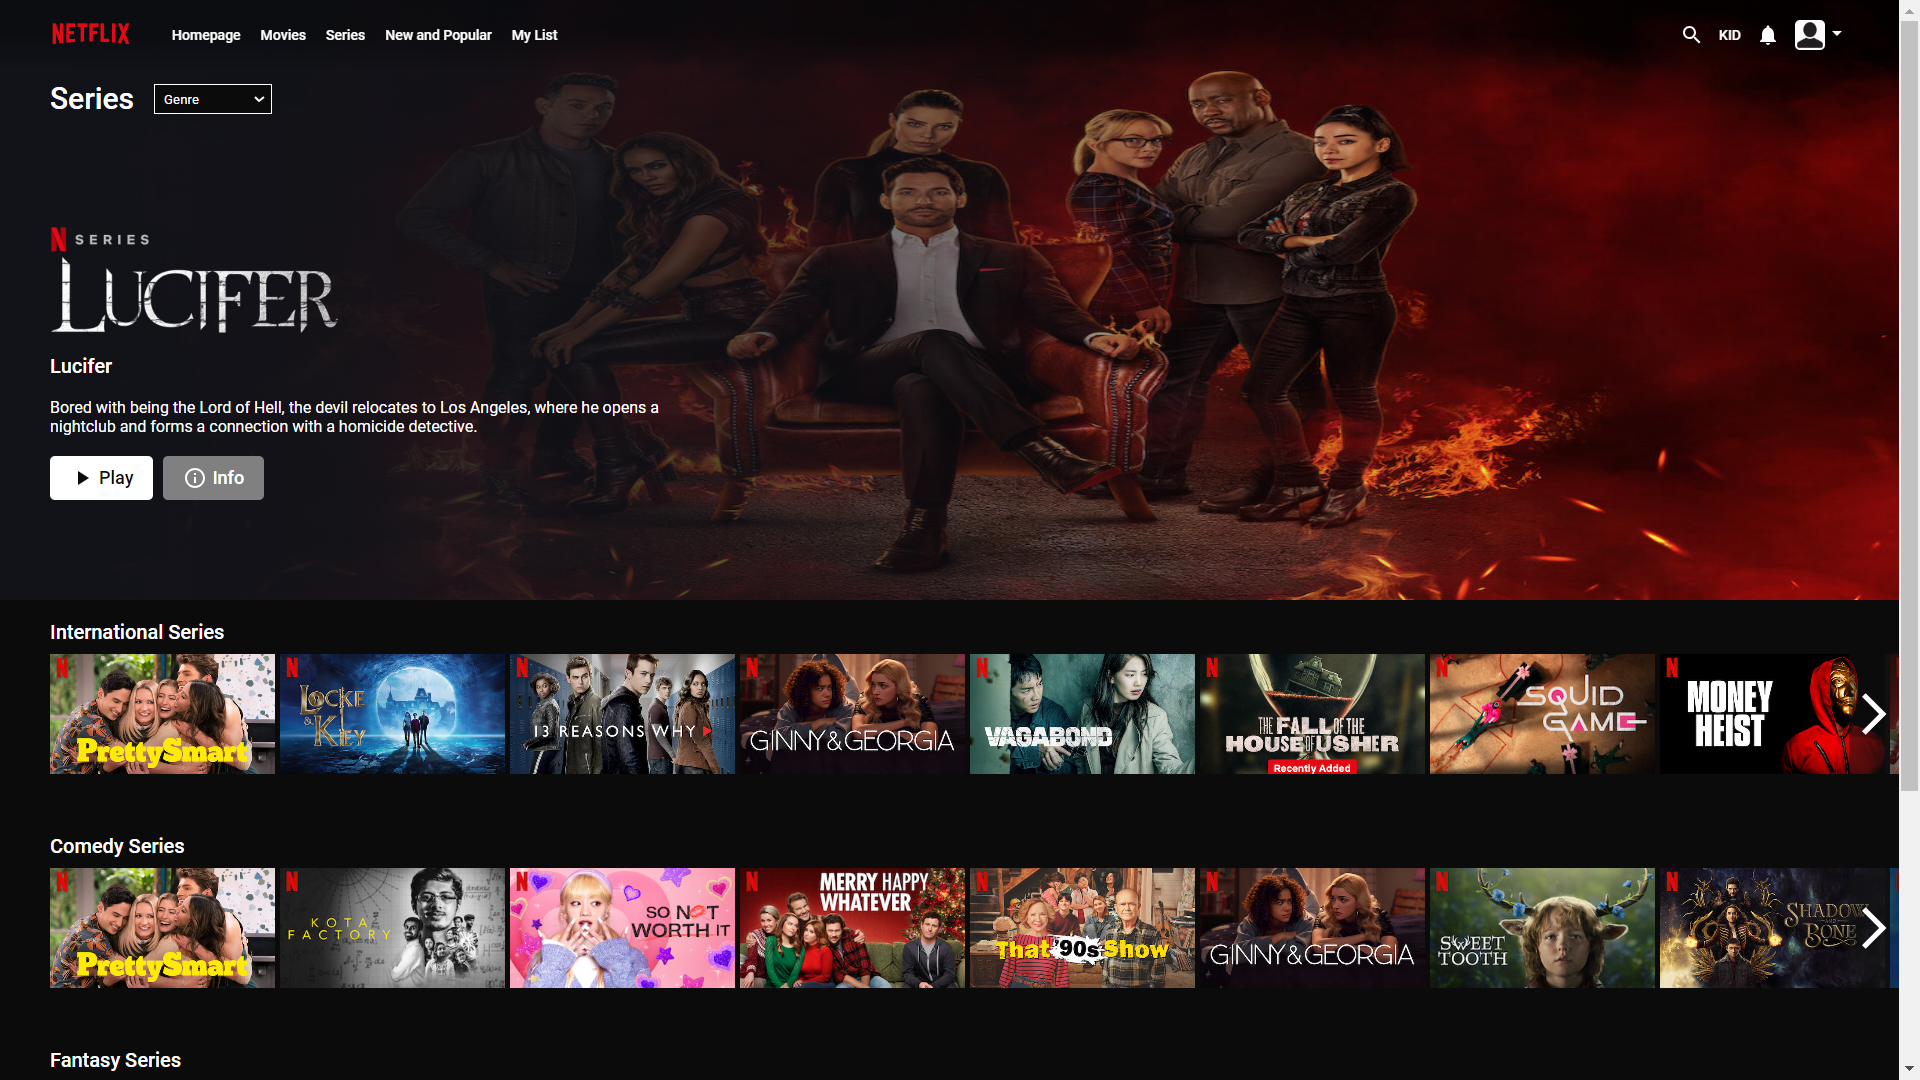 NETFLIX
Homepage
Movies
Series
New and Popular
My List
KID
Series
Genre
N SERIES
LUCIFER
Lucifer
Bored with being the Lord of Hell, the devil relocates to Los Angeles, where he opens a
nightclub and forms a connection with a homicide detective.
Play
Info
International Series
N
PrettySmart
N
LOCKE
& KEY
N
13 REASONS WHY
N
GINNY & GEORGIA
N
VAGABOND
N
THE FALL OF THE
HOUSE OF USHER
Recently Added
N
SQUID
GAME
N
MONEY
HEIST
Comedy Series
N
PrettySmart
N
KOTA
FACTORY
N
SO NOT
WORTH IT
N
MERRY HAPPY
WHATEVER
N
That '90s Show
N
GINNY & GEORGIA
N
SWEET
TOOTH
N
SHADOW
AND
BONE
Fantasy Series